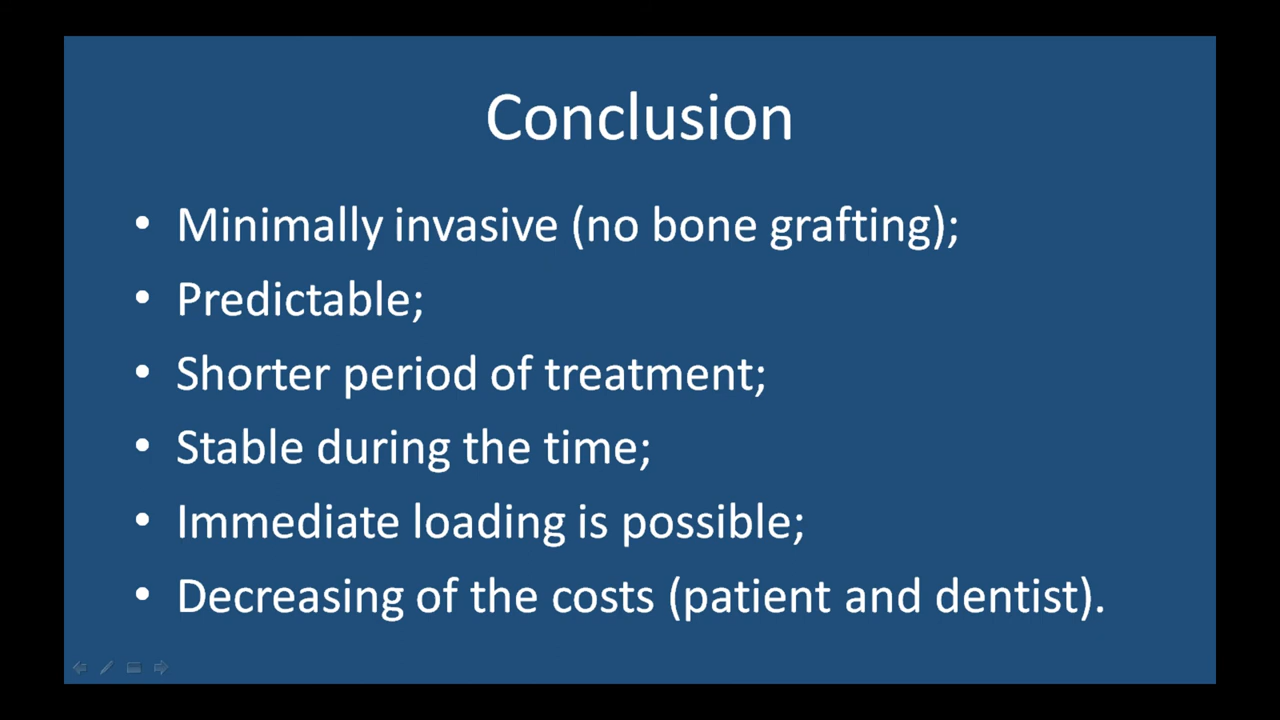 Conclusion
• Minimally invasive (no bone grafting);
• Predictable;
• Shorter period of treatment;
• Stable during the time;
• Immediate loading is possible;
• Decreasing of the costs (patient and dentist).